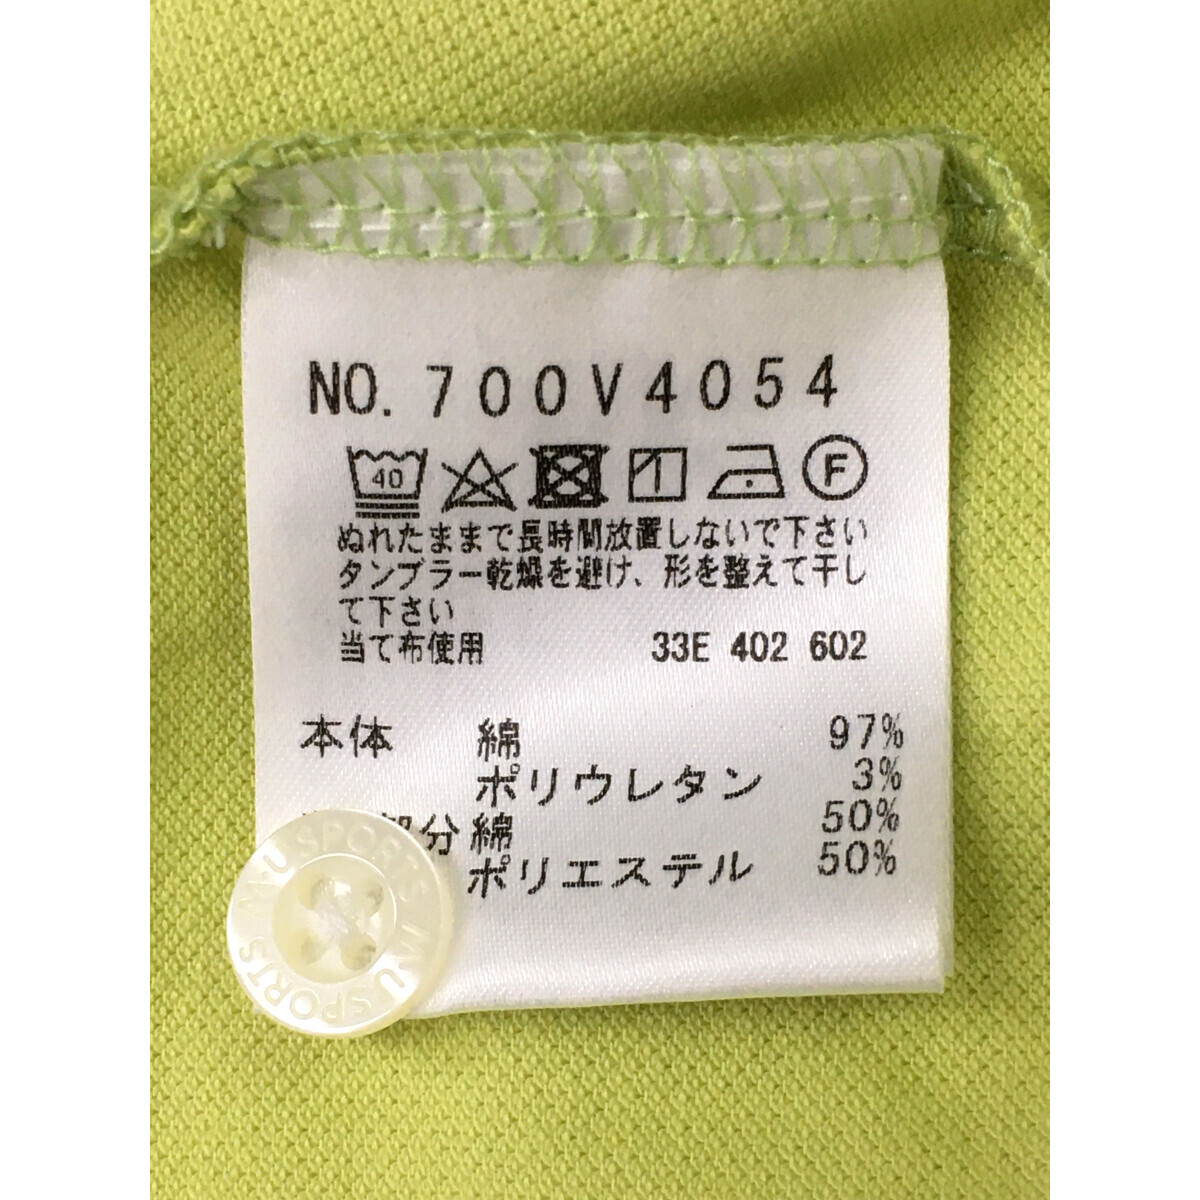 NO. 700V4054
40 F
ぬれたままで長時間放置しないで下さい
タンブラー乾燥を避け、形を整えて干し
て下さい
当て布使用 33E 402 602
本体 綿 97%
ポリウレタン 3%
部分 綿 50%
ポリエステル 50%
M·U SPORTS M·U SPORTS